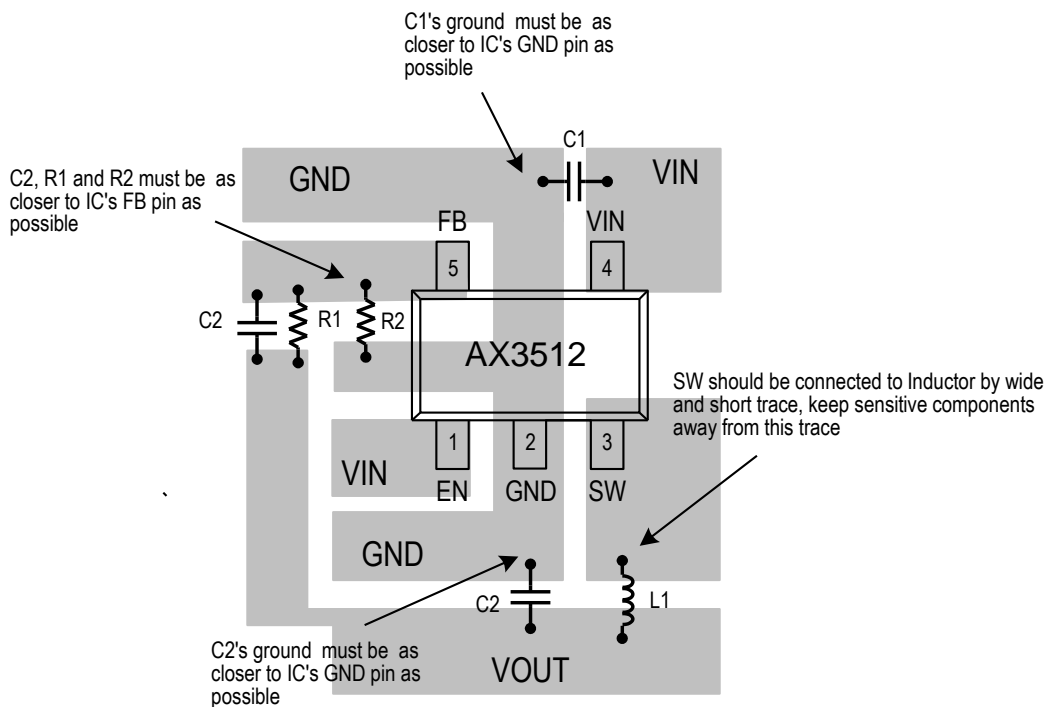 C1's ground must be as
closer to IC's GND pin as
possible
C2, R1 and R2 must be as
closer to IC's FB pin as
possible
GND
C1
VIN
FB
VIN
5
4
C2
R1
R2
AX3512
SW should be connected to Inductor by wide
and short trace, keep sensitive components
away from this trace
1
2
3
VIN
EN
GND
SW
GND
C2
L1
C2's ground must be as
closer to IC's GND pin as
possible
VOUT